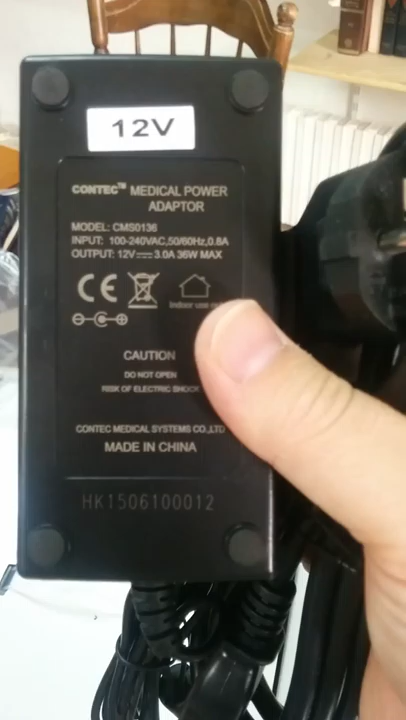 12V
CONTEC™ MEDICAL POWER
ADAPTOR
MODEL: CMS0136
INPUT: 100-240VAC,50/60Hz,0.8A
OUTPUT: 12V⎓3.0A 36W MAX
CE
Indoor use
CAUTION
DO NOT OPEN
RISK OF ELECTRIC SHOCK
CONTEC MEDICAL SYSTEMS CO.,LTD
MADE IN CHINA
HK1506100012